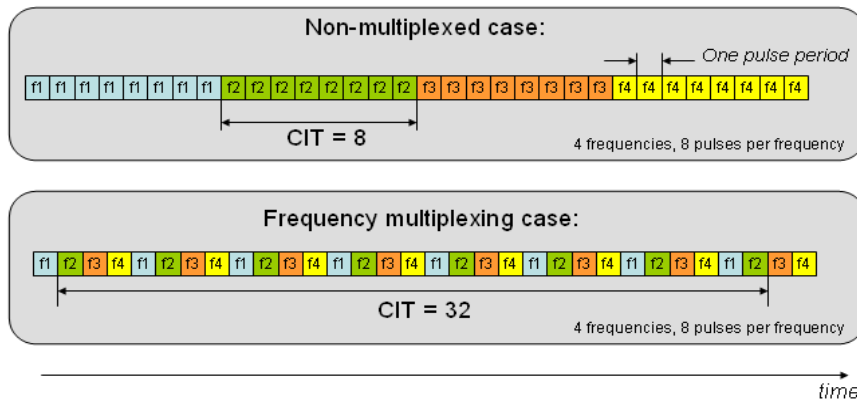 Non-multiplexed case:
One pulse period
f1 f1 f1 f1 f1 f1 f1 f1 f2 f2 f2 f2 f2 f2 f2 f2 f3 f3 f3 f3 f3 f3 f3 f3 f4 f4 f4 f4 f4 f4 f4 f4
CIT = 8
4 frequencies, 8 pulses per frequency
Frequency multiplexing case:
f1 f2 f3 f4 f1 f2 f3 f4 f1 f2 f3 f4 f1 f2 f3 f4 f1 f2 f3 f4 f1 f2 f3 f4 f1 f2 f3 f4 f1 f2 f3 f4
CIT = 32
4 frequencies, 8 pulses per frequency
time